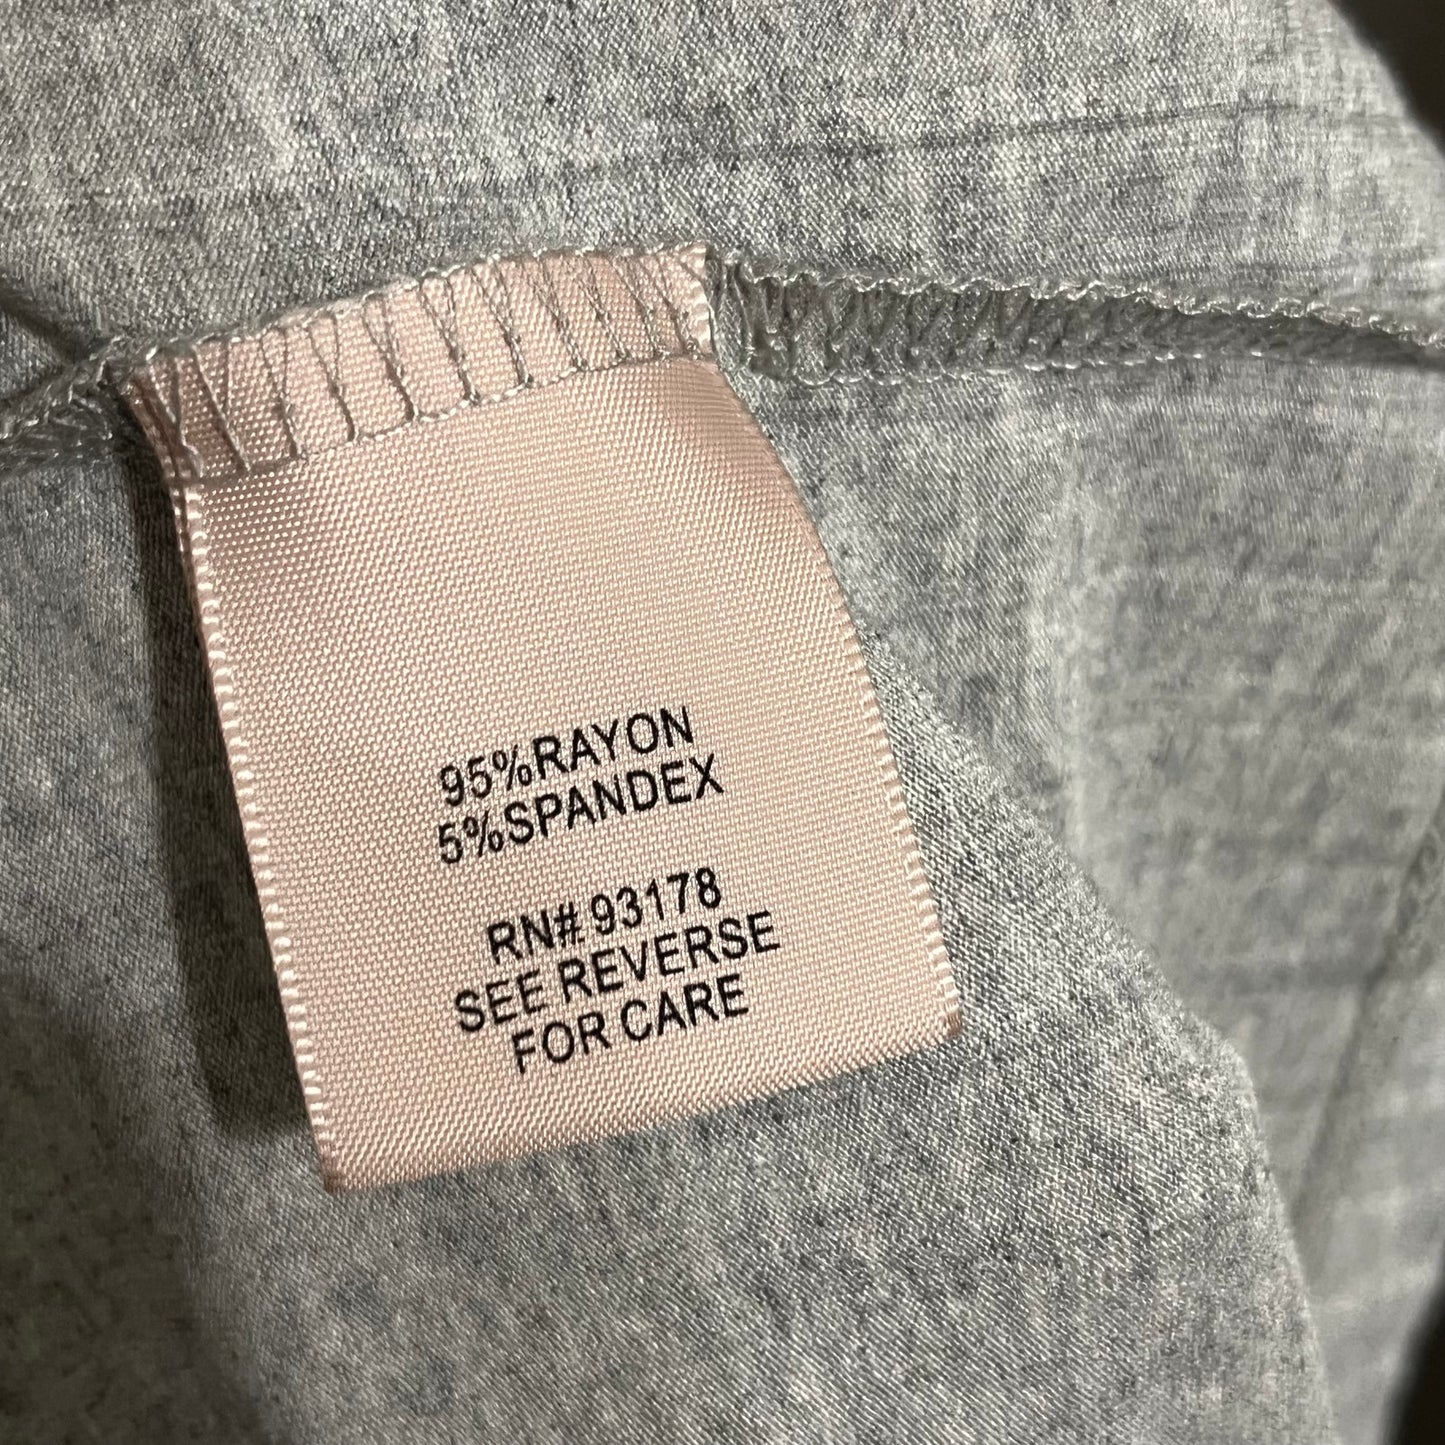 95%RAYON
5%SPANDEX
RN# 93178
SEE REVERSE
FOR CARE